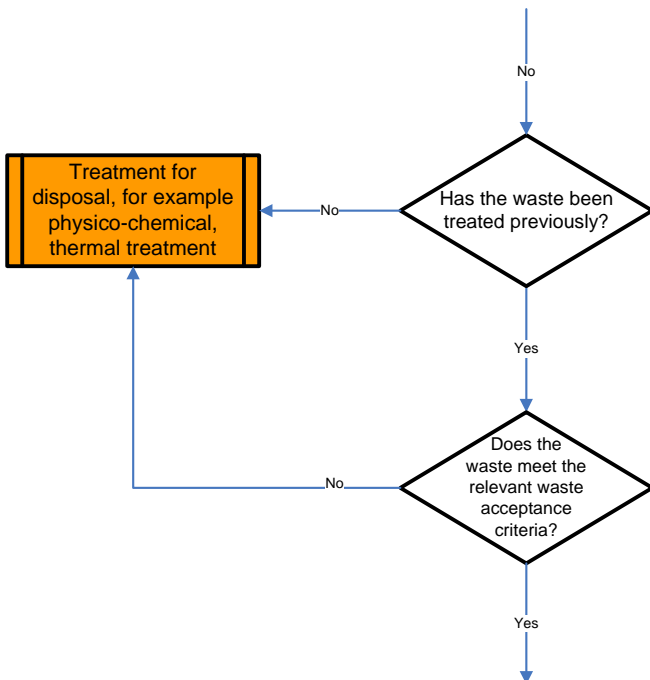 No
Has the waste been
treated previously?
No
Treatment for
disposal, for example
physico-chemical,
thermal treatment
Yes
Does the
waste meet the
relevant waste
acceptance
criteria?
No
Yes